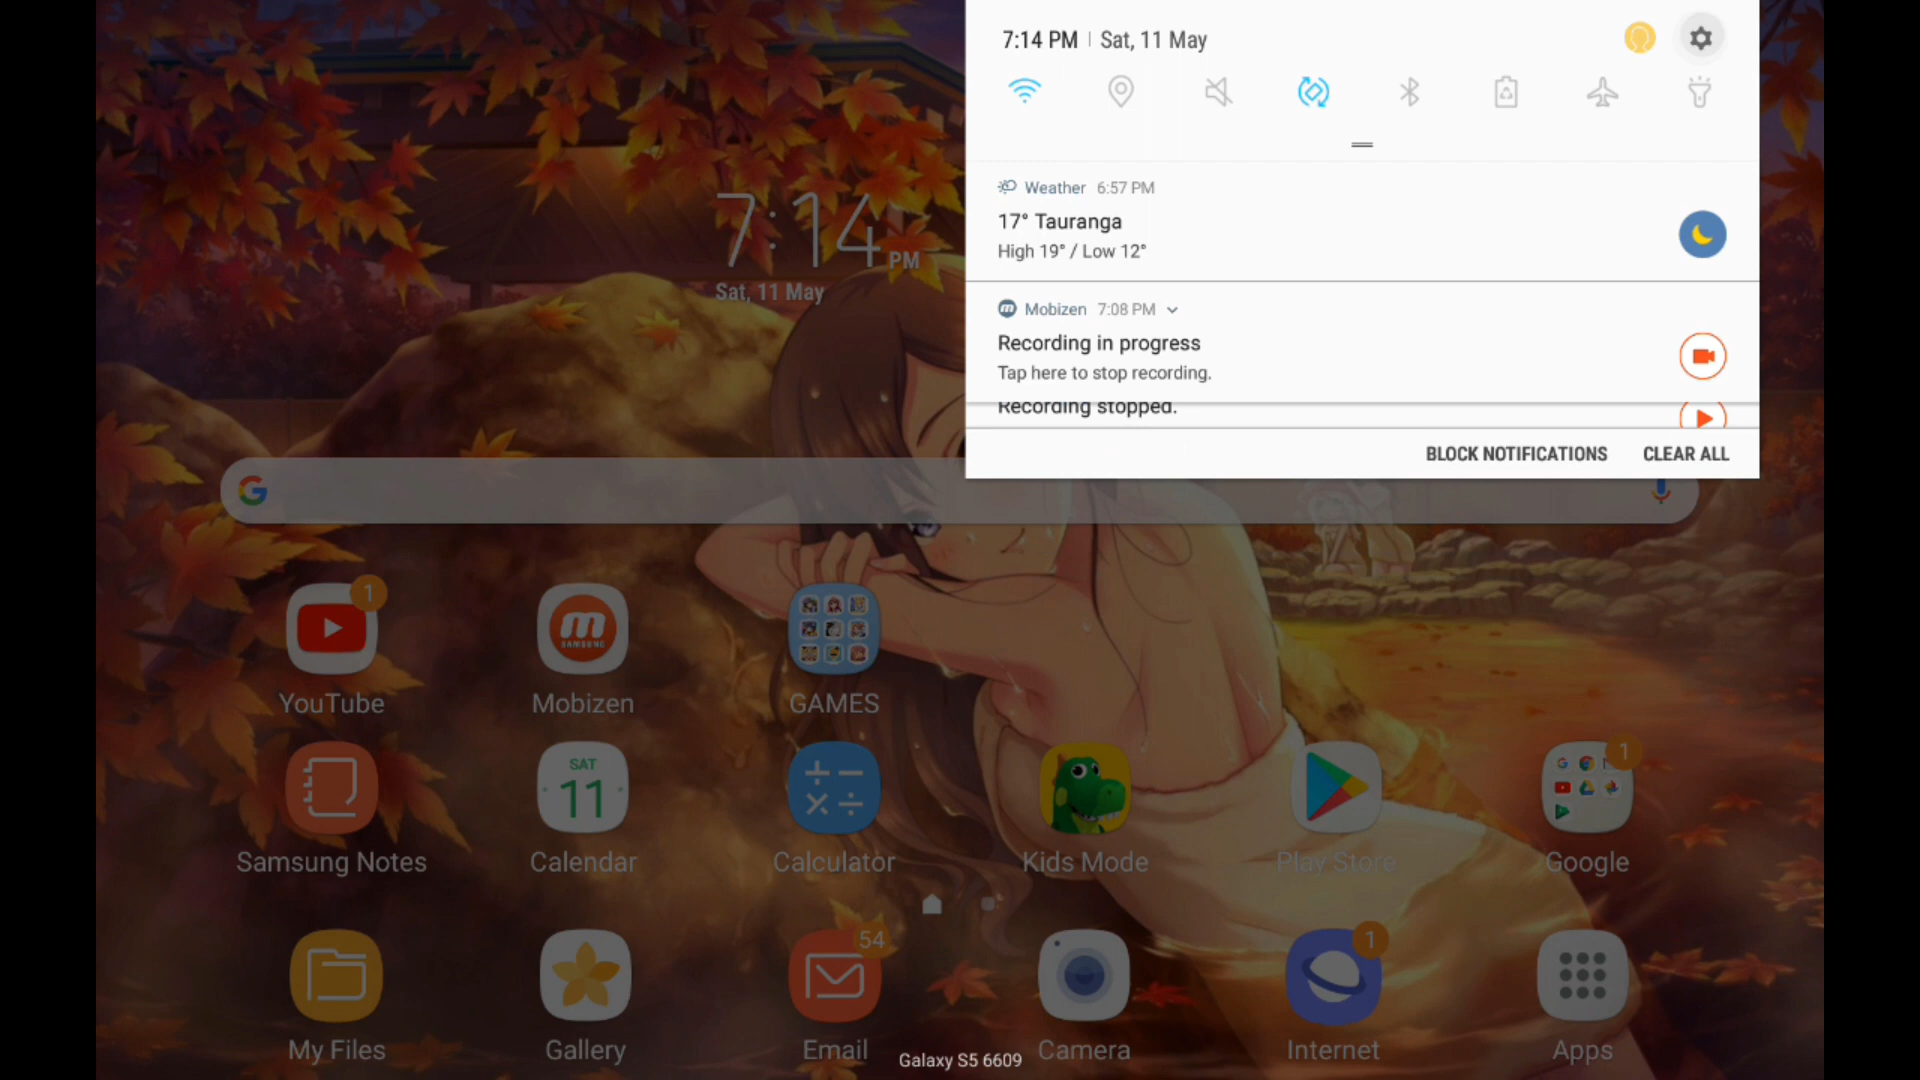 7:14 PM | Sat, 11 May
Weather 6:57 PM
17° Tauranga
High 19° / Low 12°
Mobizen 7:08 PM
Recording in progress
Tap here to stop recording.
Recording stopped.
BLOCK NOTIFICATIONS CLEAR ALL
7:14 PM
Sat, 11 May
1
SAMSUNG
YouTube Mobizen GAMES
SAT
11
1
Samsung Notes Calendar Calculator Kids Mode Play Store Google
54
1
My Files Gallery Email Camera Internet Apps
Galaxy S5 6609